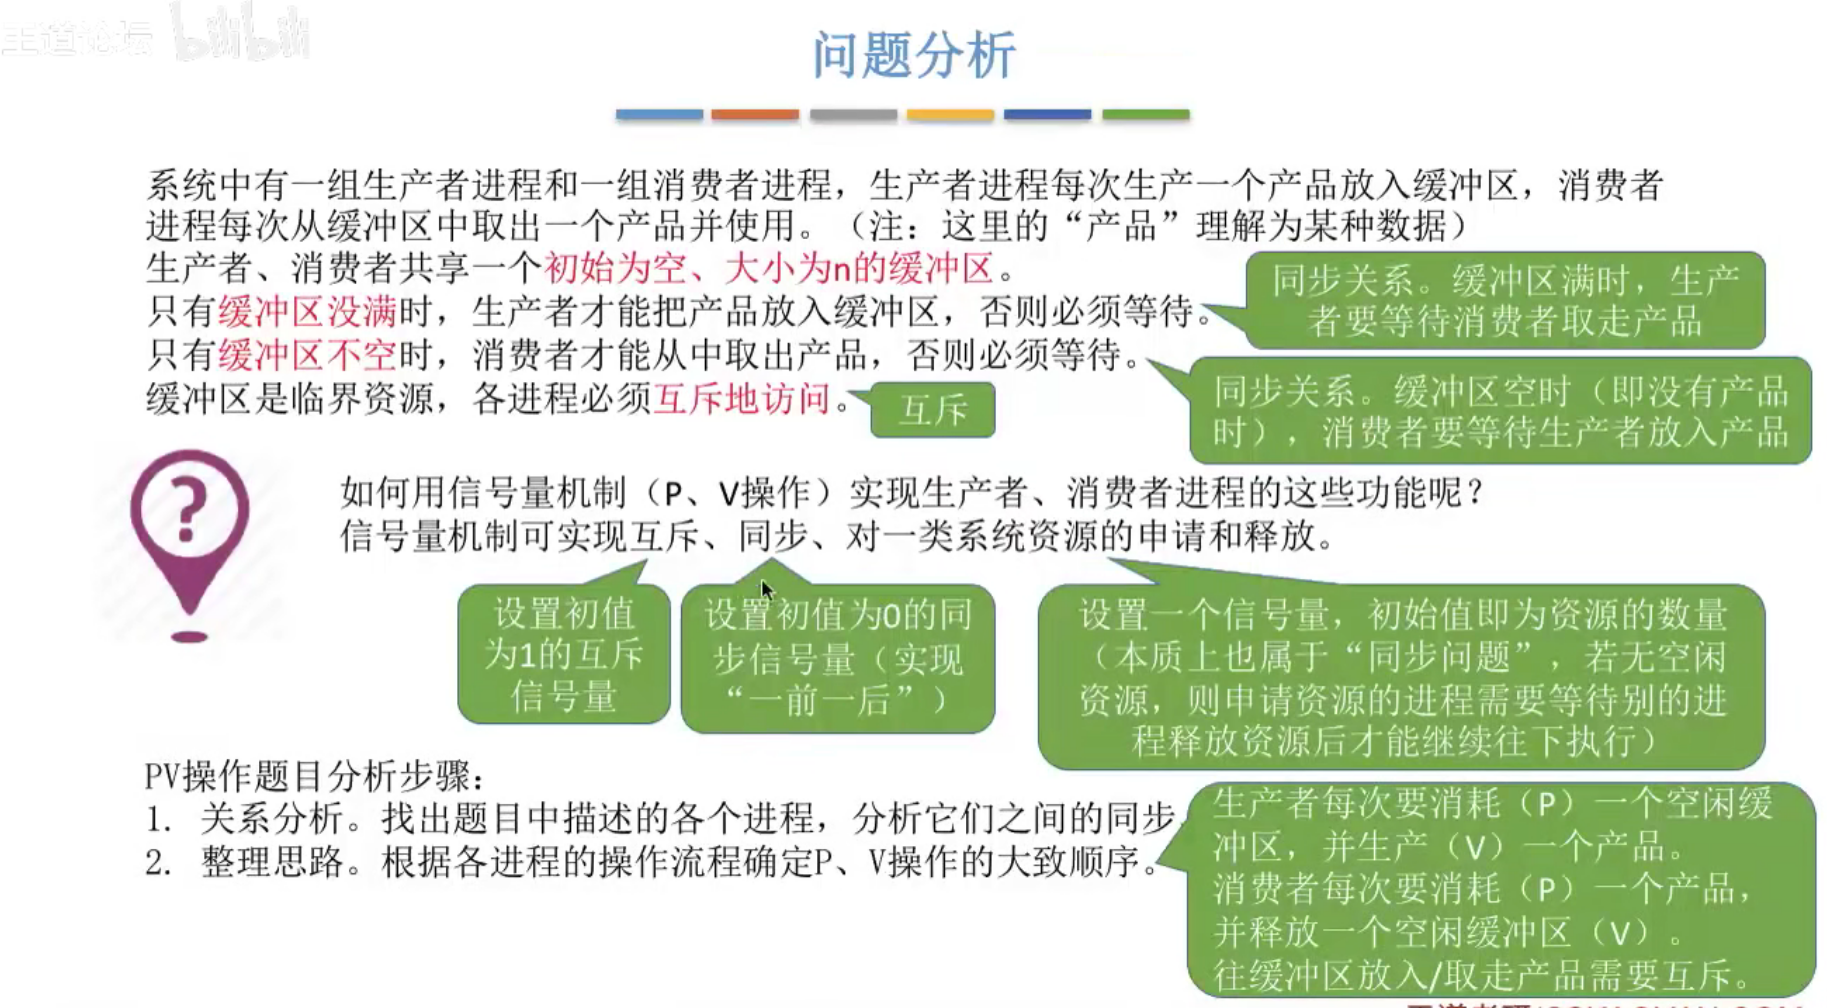 王道论坛 bilibili
问题分析
系统中有一组生产者进程和一组消费者进程，生产者进程每次生产一个产品放入缓冲区，消费者
进程每次从缓冲区中取出一个产品并使用。（注：这里的“产品”理解为某种数据）
生产者、消费者共享一个初始为空、大小为n的缓冲区。
只有缓冲区没满时，生产者才能把产品放入缓冲区，否则必须等待。
同步关系。缓冲区满时，生产
者要等待消费者取走产品
只有缓冲区不空时，消费者才能从中取出产品，否则必须等待。
同步关系。缓冲区空时（即没有产品
时），消费者要等待生产者放入产品
缓冲区是临界资源，各进程必须互斥地访问。
互斥
?
如何用信号量机制（P、V操作）实现生产者、消费者进程的这些功能呢？
信号量机制可实现互斥、同步、对一类系统资源的申请和释放。
设置初值
为1的互斥
信号量
设置初值为0的同
步信号量（实现
“一前一后”）
设置一个信号量，初始值即为资源的数量
（本质上也属于“同步问题”，若无空闲
资源，则申请资源的进程需要等待别的进
程释放资源后才能继续往下执行）
PV操作题目分析步骤：
1. 关系分析。找出题目中描述的各个进程，分析它们之间的同步
2. 整理思路。根据各进程的操作流程确定P、V操作的大致顺序。
生产者每次要消耗（P）一个空闲缓
冲区，并生产（V）一个产品。
消费者每次要消耗（P）一个产品，
并释放一个空闲缓冲区（V）。
往缓冲区放入/取走产品需要互斥。